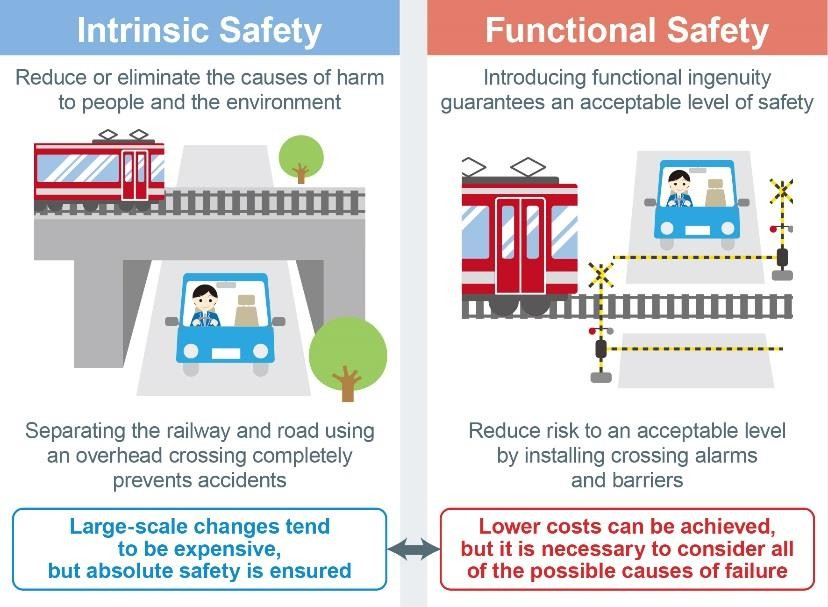 Intrinsic Safety
Reduce or eliminate the causes of harm
to people and the environment
Separating the railway and road using
an overhead crossing completely
prevents accidents
Large-scale changes tend
to be expensive,
but absolute safety is ensured
Functional Safety
Introducing functional ingenuity
guarantees an acceptable level of safety
Reduce risk to an acceptable level
by installing crossing alarms
and barriers
Lower costs can be achieved,
but it is necessary to consider all
of the possible causes of failure